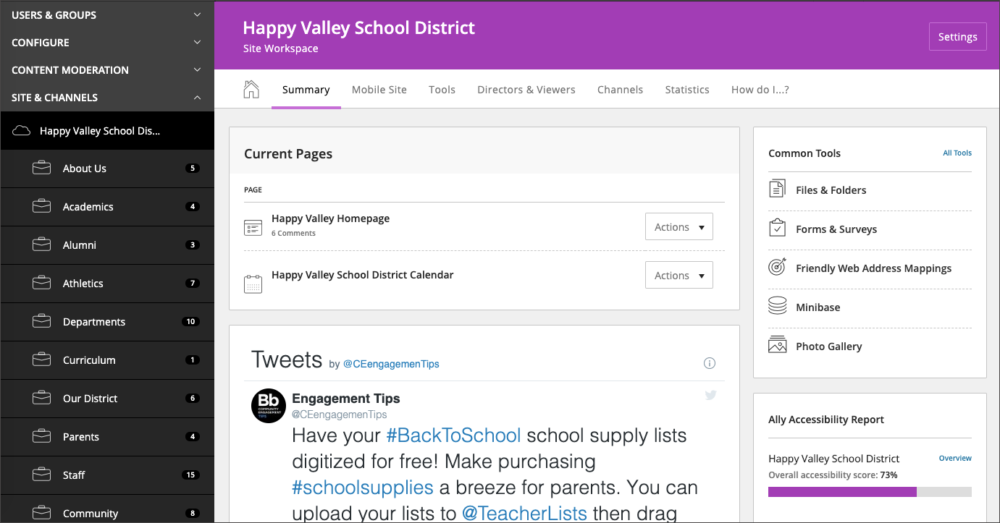 USERS & GROUPS
CONFIGURE
CONTENT MODERATION
SITE & CHANNELS
Happy Valley School Dis...
About Us 5
Academics 4
Alumni 3
Athletics 7
Departments 10
Curriculum 1
Our District 6
Parents 4
Staff 15
Community 8
Happy Valley School District
Site Workspace
Settings
Summary Mobile Site Tools Directors & Viewers Channels Statistics How do I...?
Current Pages
PAGE
Happy Valley Homepage
6 Comments
Actions
Happy Valley School District Calendar
Actions
Tweets by @CEengagemenTips
Bb
COMMUNITY
ENGAGEMENT
TIPS
Engagement Tips
@CEengagemenTips
Have your #BackToSchool school supply lists
digitized for free! Make purchasing
#schoolsupplies a breeze for parents. You can
upload your lists to @TeacherLists then drag
Common Tools All Tools
Files & Folders
Forms & Surveys
Friendly Web Address Mappings
Minibase
Photo Gallery
Ally Accessibility Report
Happy Valley School District Overview
Overall accessibility score: 73%